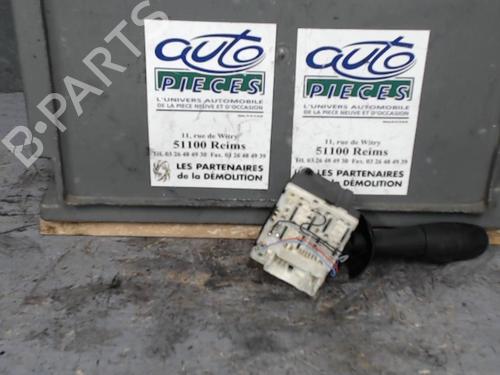 B-PARTS
auto
PIECES
L'UNIVERS AUTOMOBILE
DE LA PIECE NEUVE ET D'OCCASION
11, rue de Witry
51100 Reims
Tél. 03 26 48 49 30 Fax. 03 26 48 49 39
LES PARTENAIRES
de la DÉMOLITION
auto
PIECES
L'UNIVERS AUTOMOBILE
DE LA PIECE NEUVE ET D'OCCASION
11, rue de Witry
51100 Reims
Tél. 03 26 48 49 30 Fax. 03 26 48 49 39
LES PARTENAIRES
de la DÉMOLITION